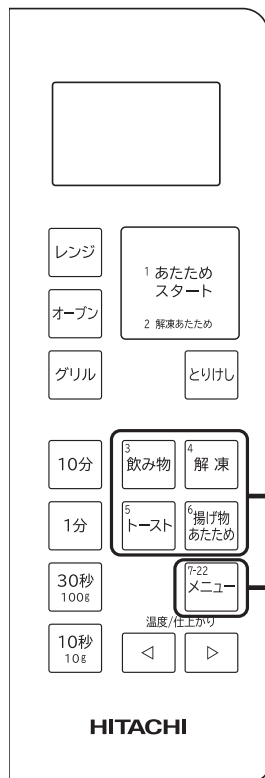 レンジ
1 あたため
スタート
オーブン
2 解凍あたため
グリル
とりけし
10分
3
飲み物
4
解 凍
1分
5
トースト
6
揚げ物
あたため
30秒
100g
7-22
メニュー
温度/仕上がり
10秒
10g
◁
▷
HITACHI